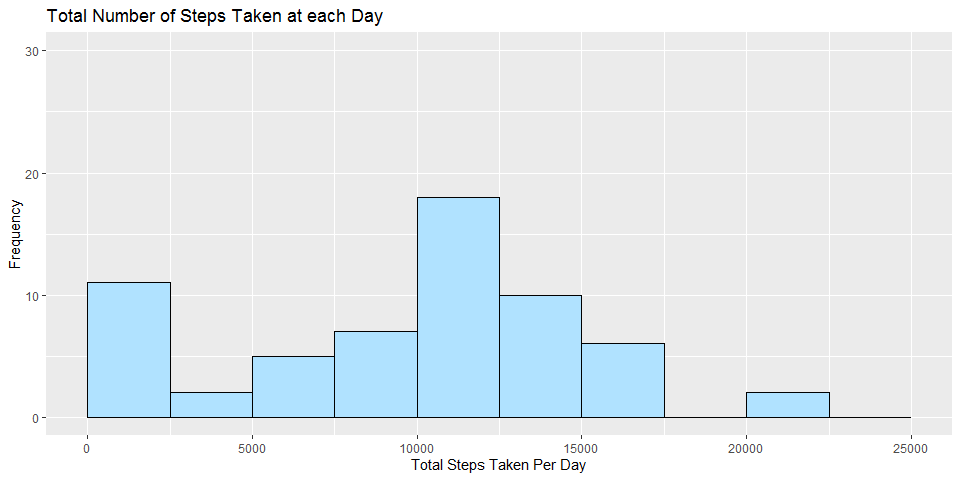 Total Number of Steps Taken at each Day
30
20
10
0
Frequency
0 5000 10000 15000 20000 25000
Total Steps Taken Per Day